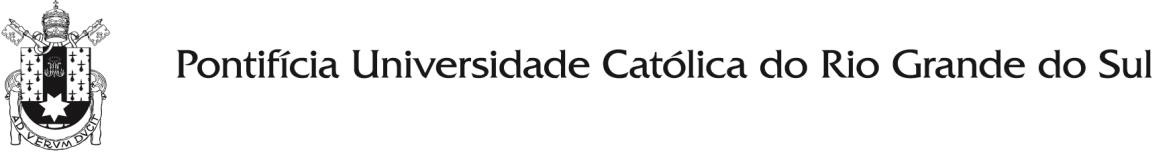 Pontifícia Universidade Católica do Rio Grande do Sul
AD VERVM DVCIT